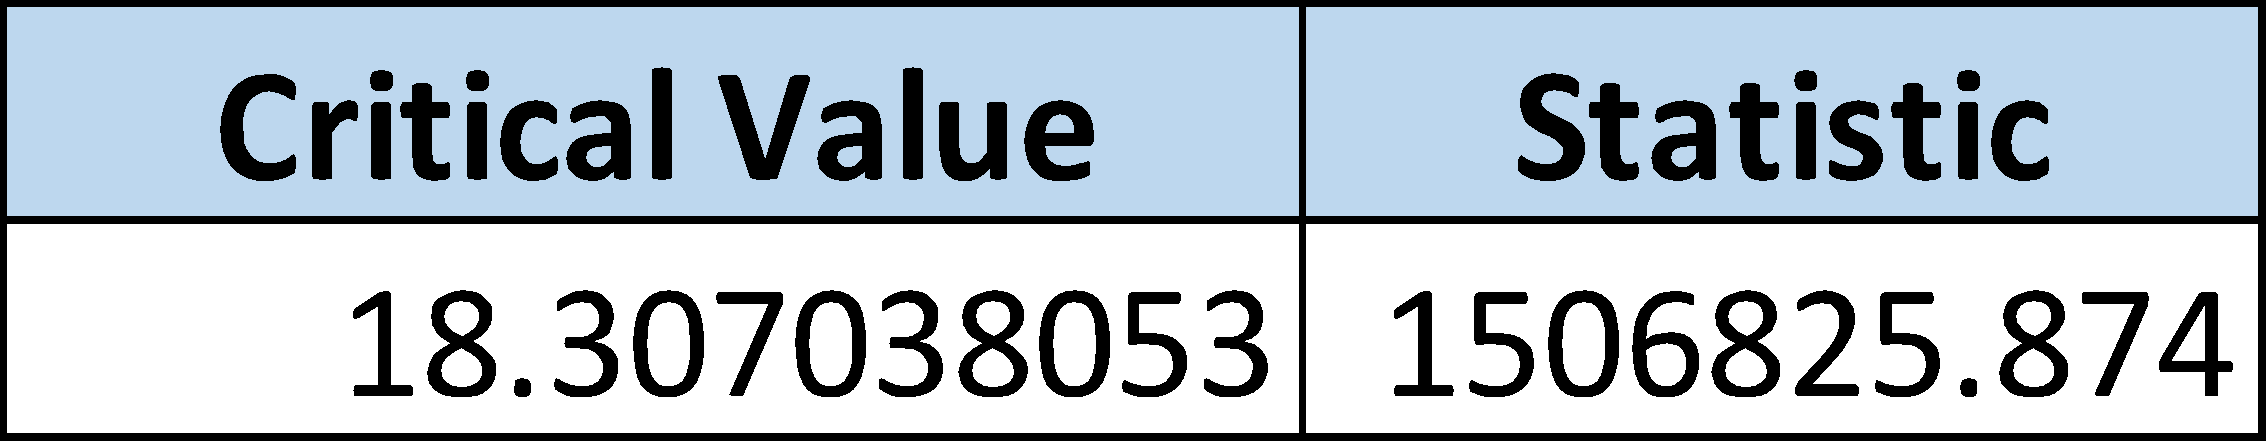 Critical Value Statistic
18.307038053 1506825.874